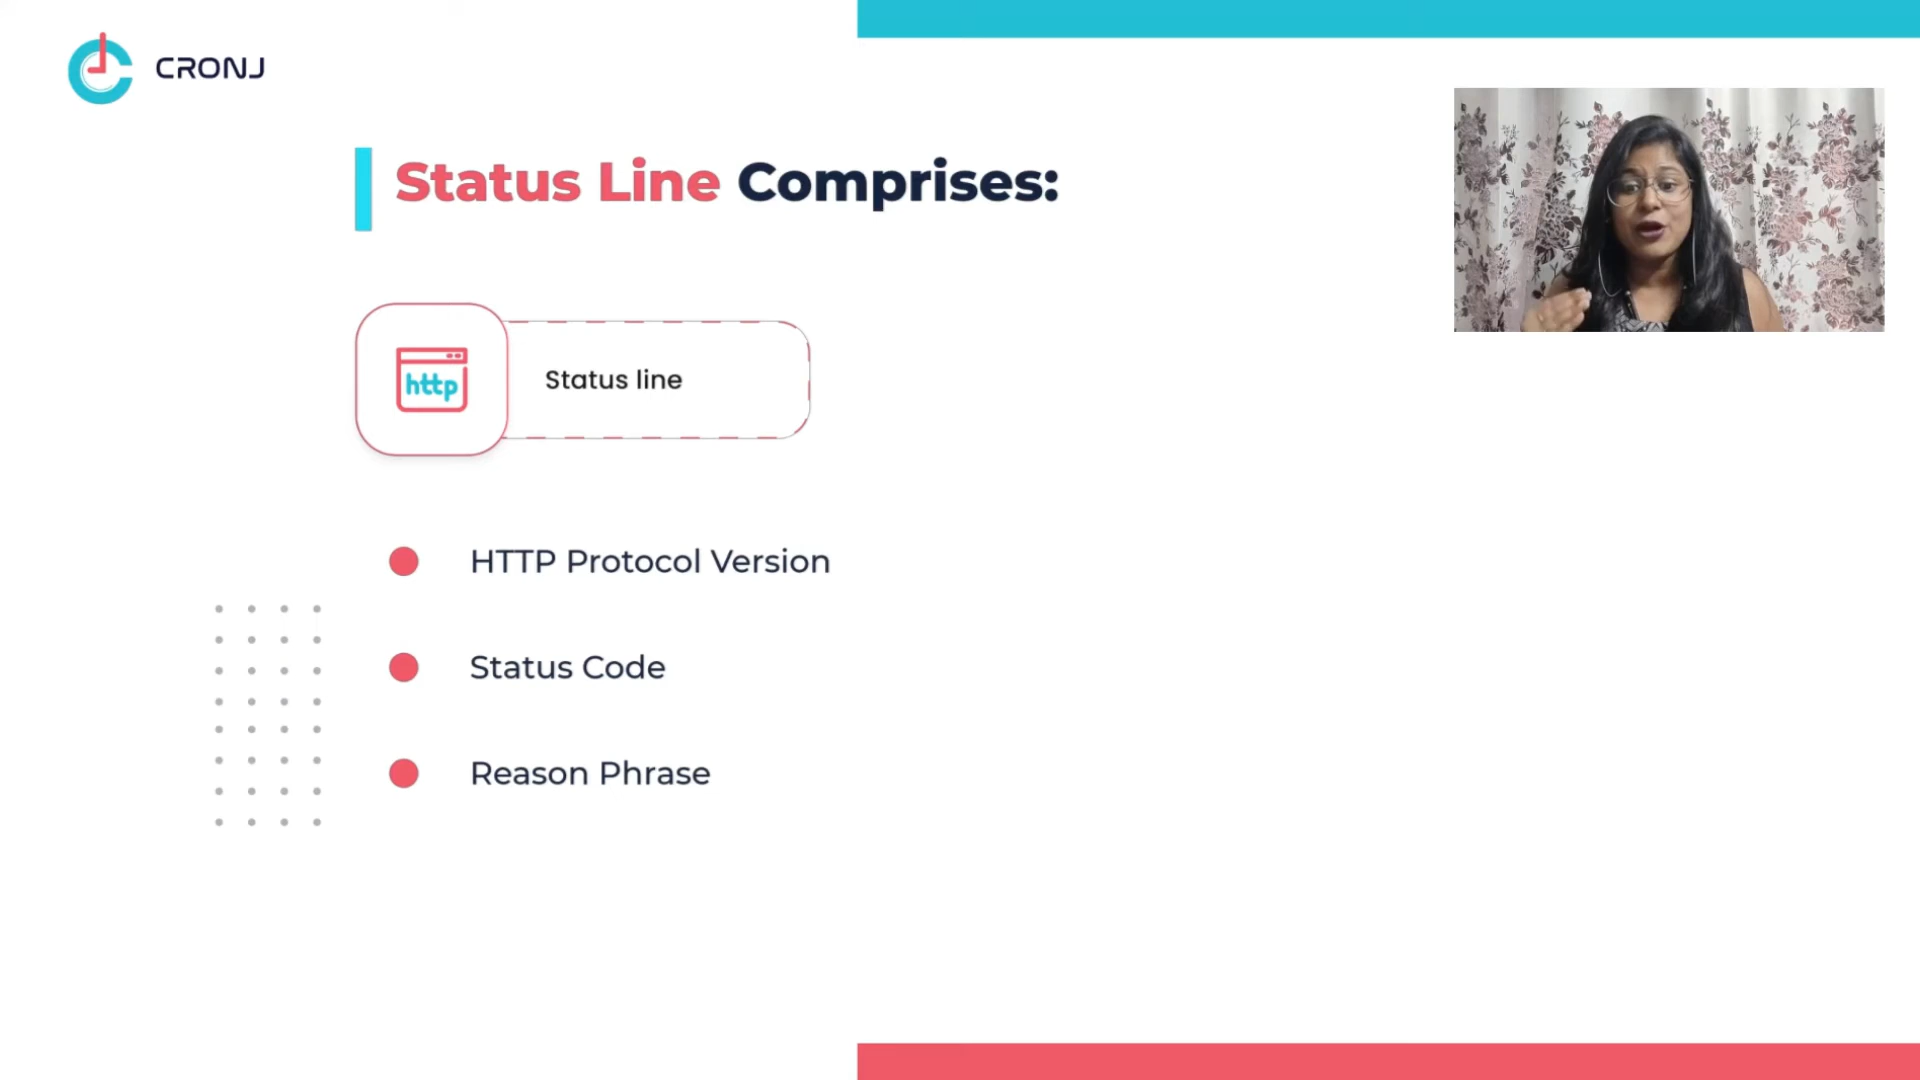 CRONJ
Status Line Comprises:
http
Status line
HTTP Protocol Version
Status Code
Reason Phrase